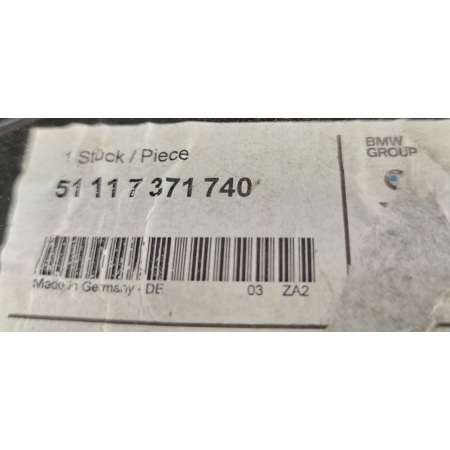 1 Stück / Piece
51 11 7 371 740
Made in Germany - DE 03 ZA2
BMW
GROUP